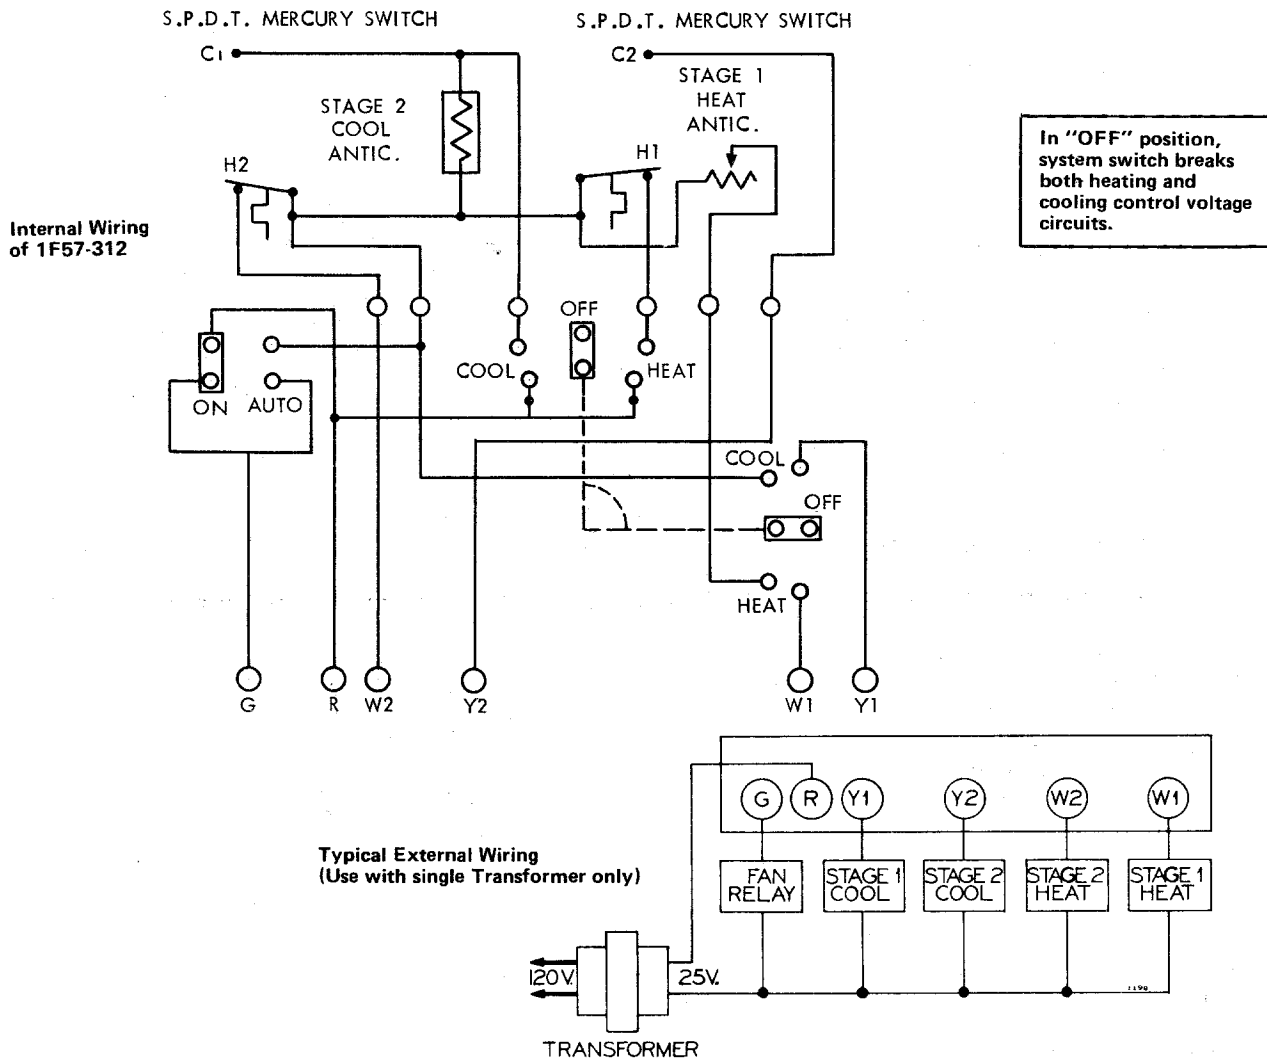 S.P.D.T. MERCURY SWITCH
S.P.D.T. MERCURY SWITCH
C1
C2
STAGE 2
COOL
ANTIC.
STAGE 1
HEAT
ANTIC.
H2
H1
In "OFF" position,
system switch breaks
both heating and
cooling control voltage
circuits.
Internal Wiring
of 1F57-312
OFF
COOL
HEAT
ON
AUTO
COOL
OFF
HEAT
G
R
W2
Y2
W1
Y1
G
R
Y1
Y2
W2
W1
Typical External Wiring
(Use with single Transformer only)
FAN
RELAY
STAGE 1
COOL
STAGE 2
COOL
STAGE 2
HEAT
STAGE 1
HEAT
120V.
25V.
1198
TRANSFORMER